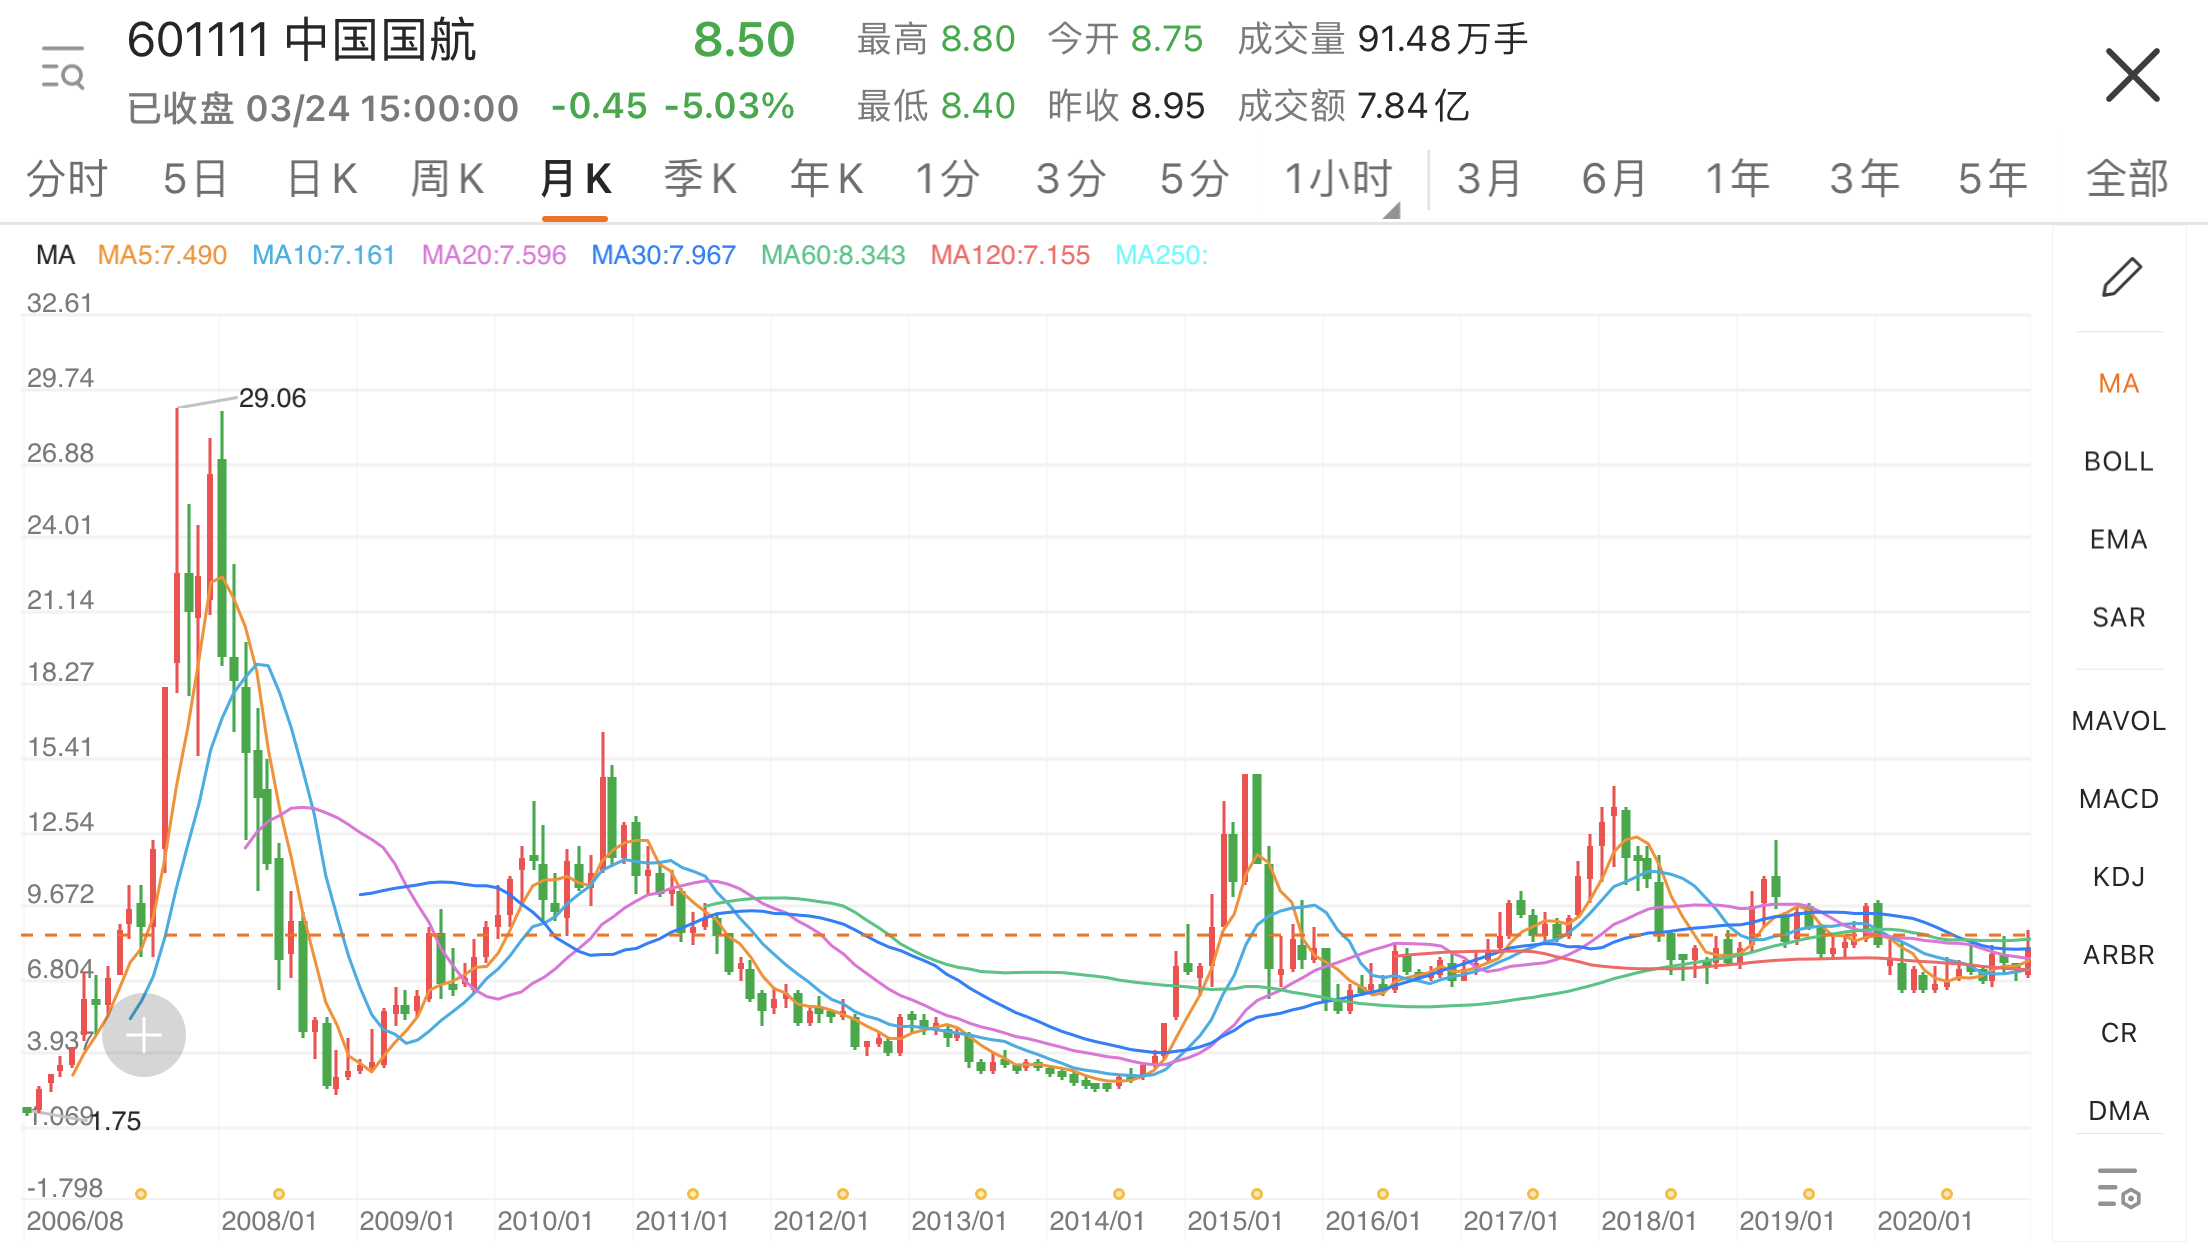 601111 中国国航
8.50
最高 8.80 今开 8.75 成交量 91.48万手
已收盘 03/24 15:00:00 -0.45 -5.03%
最低 8.40 昨收 8.95 成交额 7.84亿
分时 5日 日K 周K 月K 季K 年K 1分 3分 5分 1小时 3月 6月 1年 3年 5年 全部
MA MA5:7.490 MA10:7.161 MA20:7.596 MA30:7.967 MA60:8.343 MA120:7.155 MA250:
32.61
29.74
29.06
26.88
24.01
21.14
18.27
15.41
12.54
9.672
6.804
3.937
1.069
1.75
-1.798
2006/08 2008/01 2009/01 2010/01 2011/01 2012/01 2013/01 2014/01 2015/01 2016/01 2017/01 2018/01 2019/01 2020/01
MA
BOLL
EMA
SAR
MAVOL
MACD
KDJ
ARBR
CR
DMA